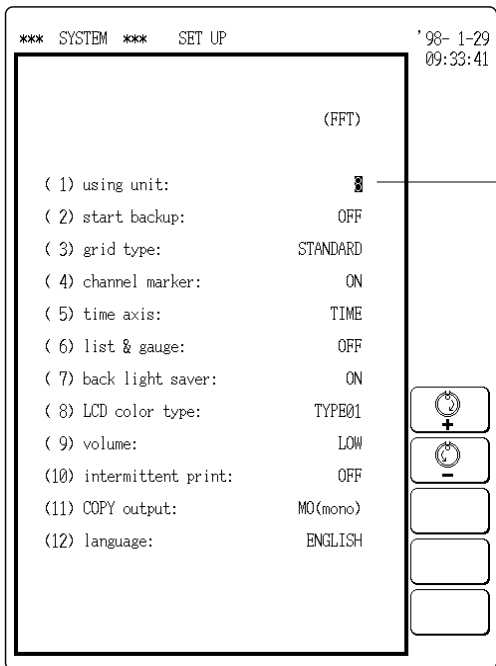 *** SYSTEM *** SET UP
'98- 1-29
09:33:41
(FFT)
( 1) using unit: 8
( 2) start backup: OFF
( 3) grid type: STANDARD
( 4) channel marker: ON
( 5) time axis: TIME
( 6) list & gauge: OFF
( 7) back light saver: ON
( 8) LCD color type: TYPE01
( 9) volume: LOW
(10) intermittent print: OFF
(11) COPY output: MO(mono)
(12) language: ENGLISH
+
−